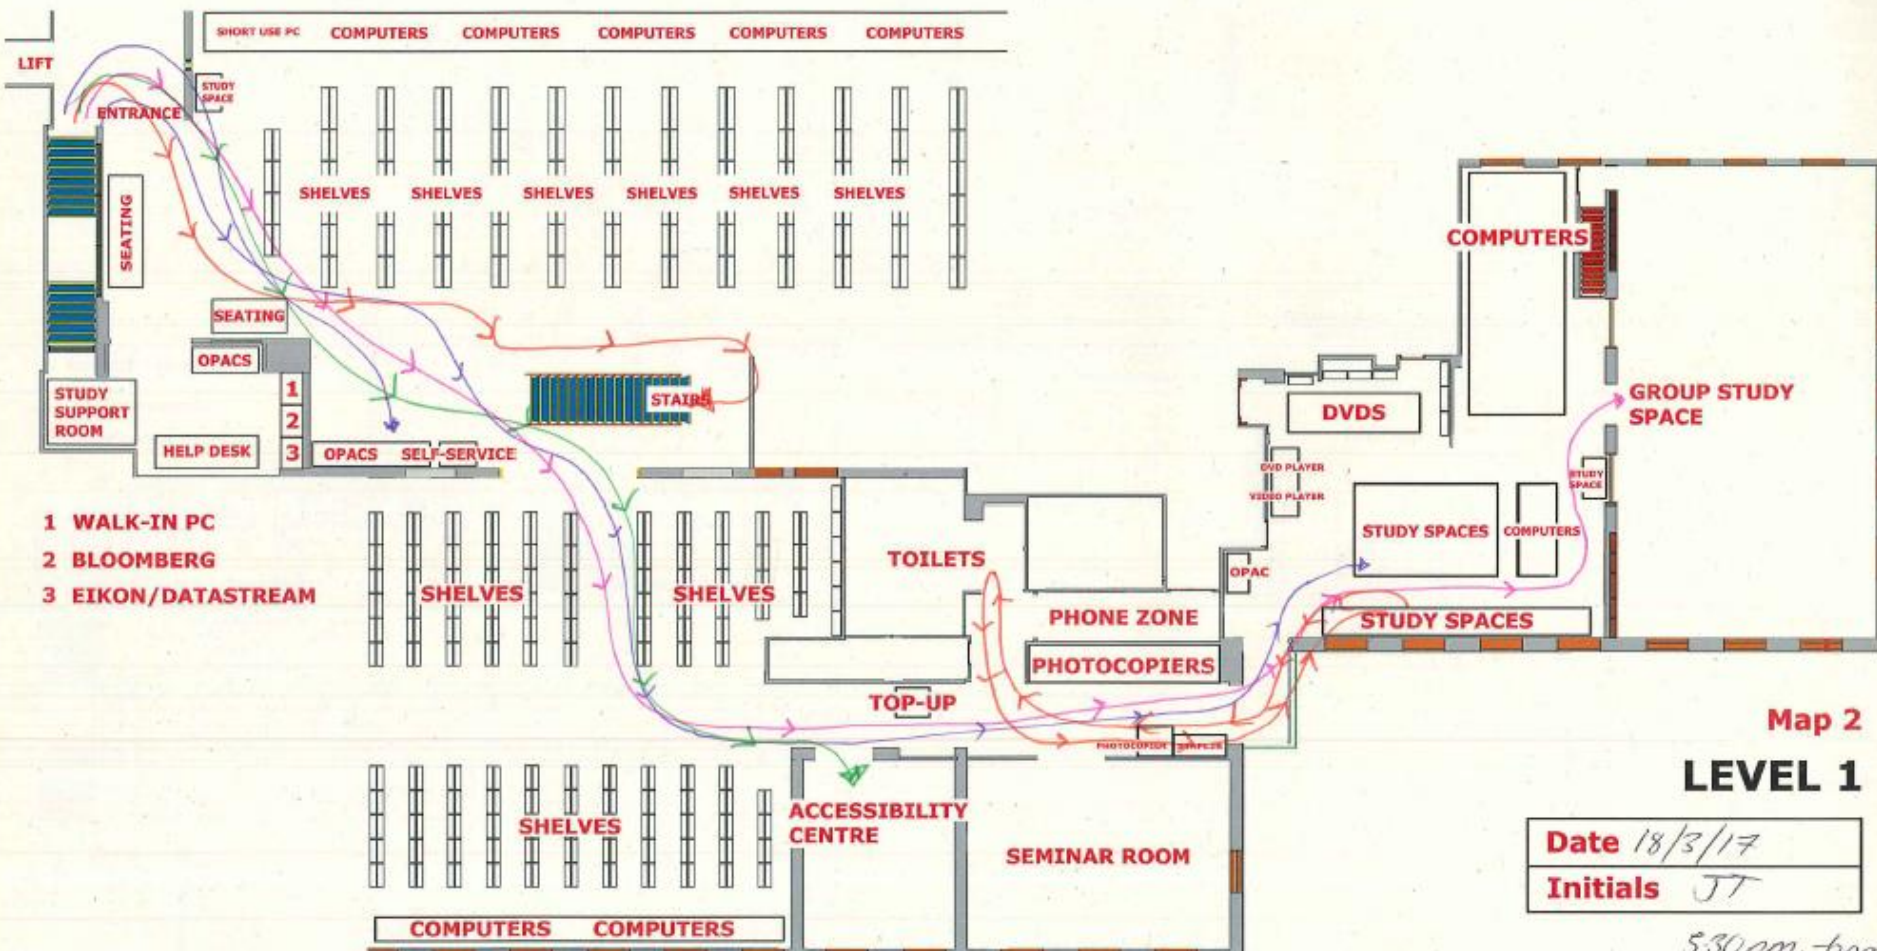 SHORT USE PC COMPUTERS COMPUTERS COMPUTERS COMPUTERS COMPUTERS
LIFT
STUDY
SPACE
ENTRANCE
SHELVES SHELVES SHELVES SHELVES SHELVES SHELVES
SEATING
COMPUTERS
SEATING
OPACS
STUDY
SUPPORT
ROOM
1
2
3
HELP DESK
OPACS SELF-SERVICE
STAIRS
DVDS
GROUP STUDY
SPACE
DVD PLAYER
VIDEO PLAYER
STUDY
SPACE
1 WALK-IN PC
2 BLOOMBERG
3 EIKON/DATASTREAM
STUDY SPACES
COMPUTERS
TOILETS
OPAC
SHELVES SHELVES
PHONE ZONE
STUDY SPACES
PHOTOCOPIERS
TOP-UP
Map 2
LEVEL 1
SHELVES
ACCESSIBILITY
CENTRE
SEMINAR ROOM
Date 18/3/17
Initials JT
COMPUTERS COMPUTERS